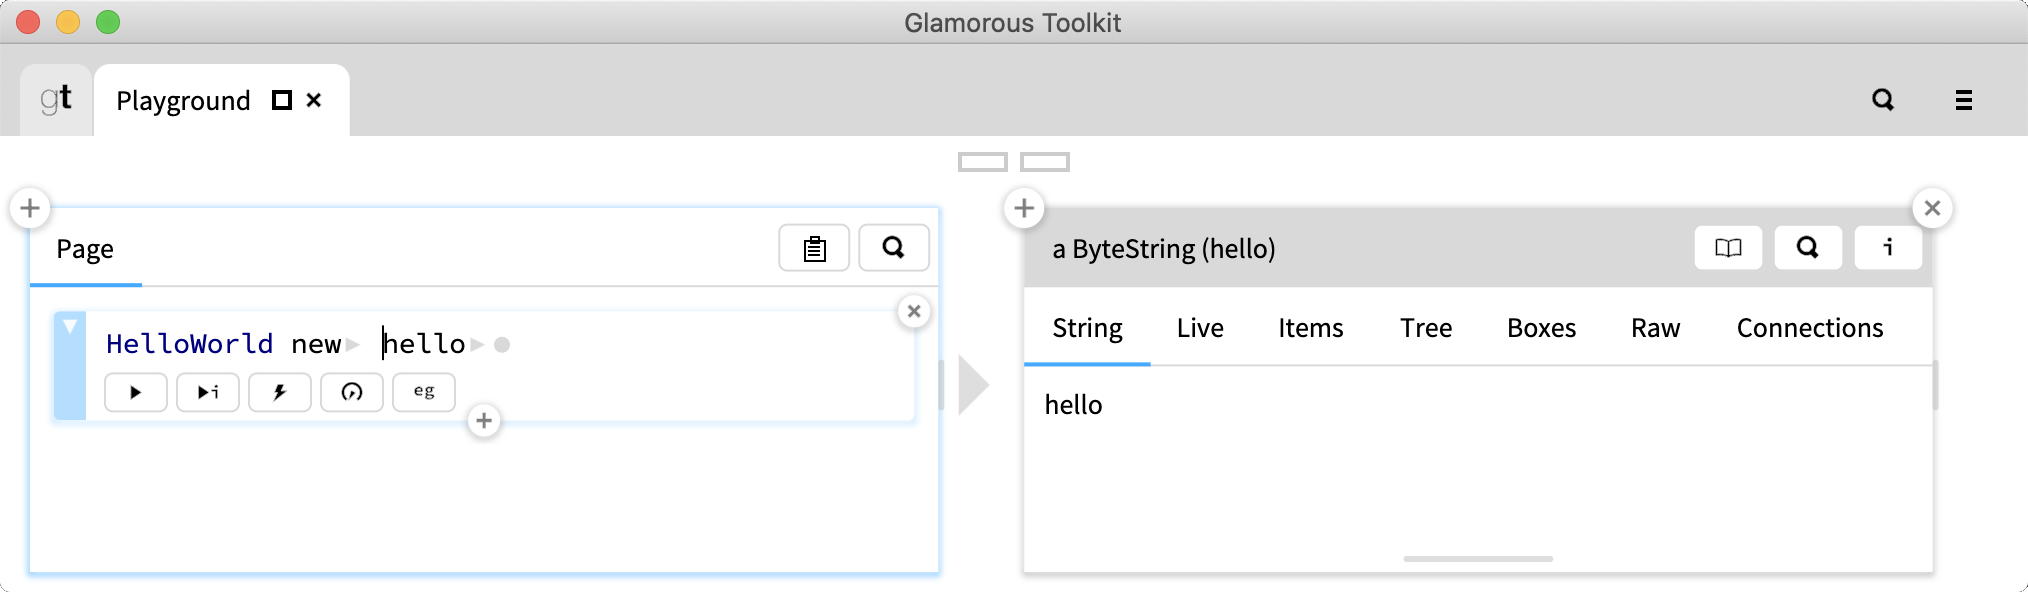 Glamorous Toolkit
gt
Playground
Page
HelloWorld new hello
i
eg
a ByteString (hello)
i
String Live Items Tree Boxes Raw Connections
hello